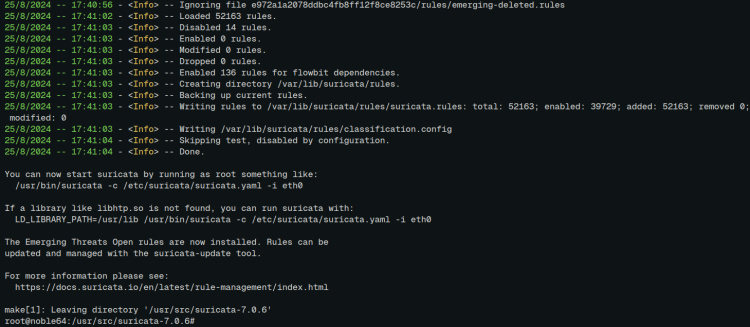 25/8/2024 -- 17:40:56 - <Info> -- Ignoring file e972a1a2078ddbc4fb8ff12f8ce8253c/rules/emerging-deleted.rules
25/8/2024 -- 17:41:02 - <Info> -- Loaded 52163 rules.
25/8/2024 -- 17:41:03 - <Info> -- Disabled 14 rules.
25/8/2024 -- 17:41:03 - <Info> -- Enabled 0 rules.
25/8/2024 -- 17:41:03 - <Info> -- Modified 0 rules.
25/8/2024 -- 17:41:03 - <Info> -- Dropped 0 rules.
25/8/2024 -- 17:41:03 - <Info> -- Enabled 136 rules for flowbit dependencies.
25/8/2024 -- 17:41:03 - <Info> -- Creating directory /var/lib/suricata/rules.
25/8/2024 -- 17:41:03 - <Info> -- Backing up current rules.
25/8/2024 -- 17:41:03 - <Info> -- Writing rules to /var/lib/suricata/rules/suricata.rules: total: 52163; enabled: 39729; added: 52163; removed 0;
modified: 0
25/8/2024 -- 17:41:03 - <Info> -- Writing /var/lib/suricata/rules/classification.config
25/8/2024 -- 17:41:04 - <Info> -- Skipping test, disabled by configuration.
25/8/2024 -- 17:41:04 - <Info> -- Done.
You can now start suricata by running as root something like:
/usr/bin/suricata -c /etc/suricata/suricata.yaml -i eth0
If a library like libhtp.so is not found, you can run suricata with:
LD_LIBRARY_PATH=/usr/lib /usr/bin/suricata -c /etc/suricata/suricata.yaml -i eth0
The Emerging Threats Open rules are now installed. Rules can be
updated and managed with the suricata-update tool.
For more information please see:
https://docs.suricata.io/en/latest/rule-management/index.html
make[1]: Leaving directory '/usr/src/suricata-7.0.6'
root@noble64:/usr/src/suricata-7.0.6#